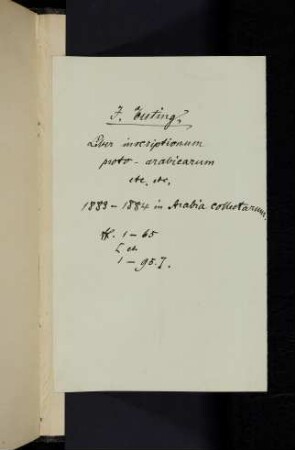 J. Euting,
Liber inscriptionum
proto-arabicarum
etc. etc.
1883-1884 in Arabia collectarum.
ff. 1-65
[ et
1-95.].